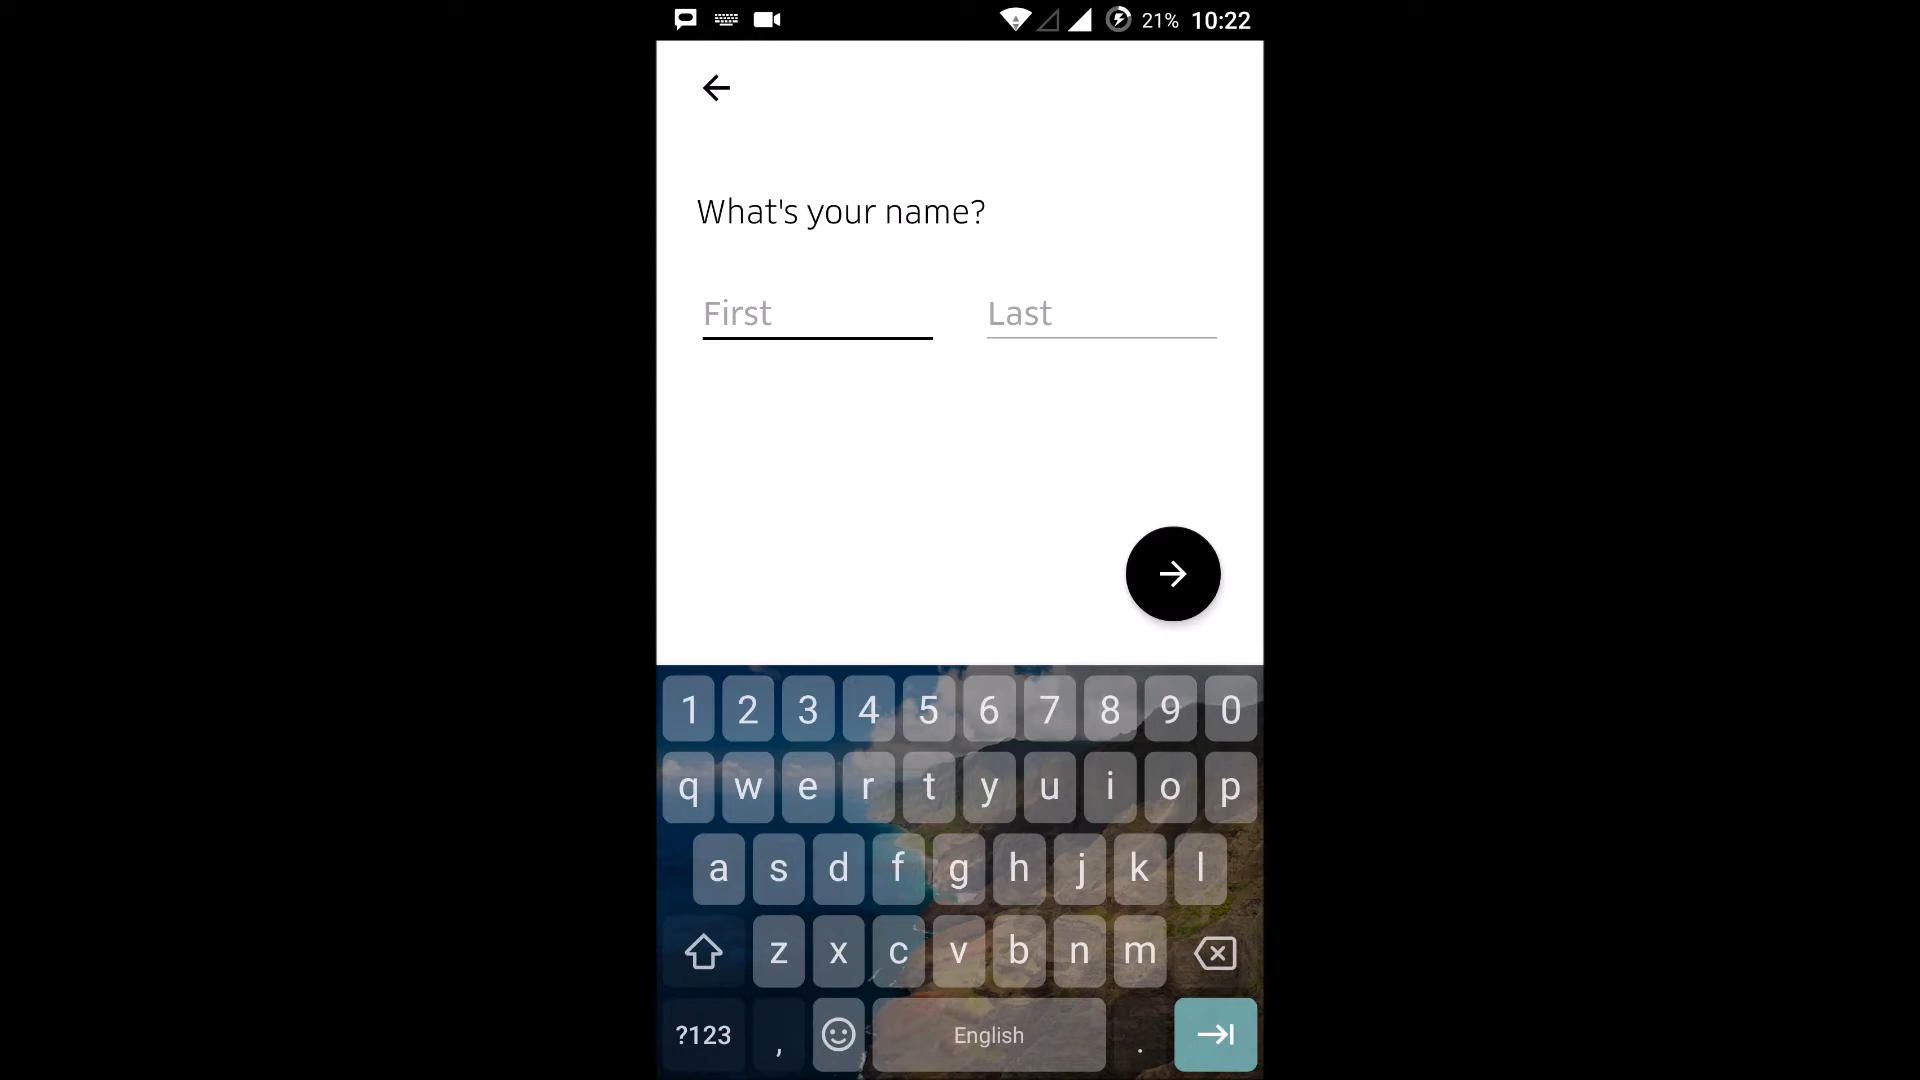 21% 10:22
What's your name?
First Last
1 2 3 4 5 6 7 8 9 0
q w e r t y u i o p
a s d f g h j k l
z x c v b n m
?123 , English .